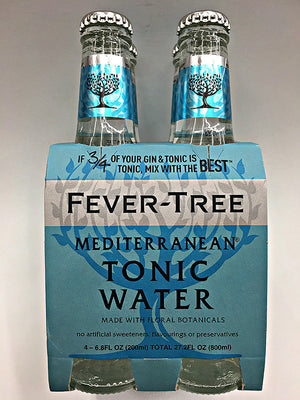 IF 3/4 OF YOUR GIN & TONIC IS
TONIC, MIX WITH THE BEST™
FEVER-TREE
MEDITERRANEAN
TONIC
WATER
MADE WITH FLORAL BOTANICALS
no artificial sweeteners, flavourings or preservatives
4 – 6.8FL OZ (200ml) TOTAL 27.2FL OZ (800ml)